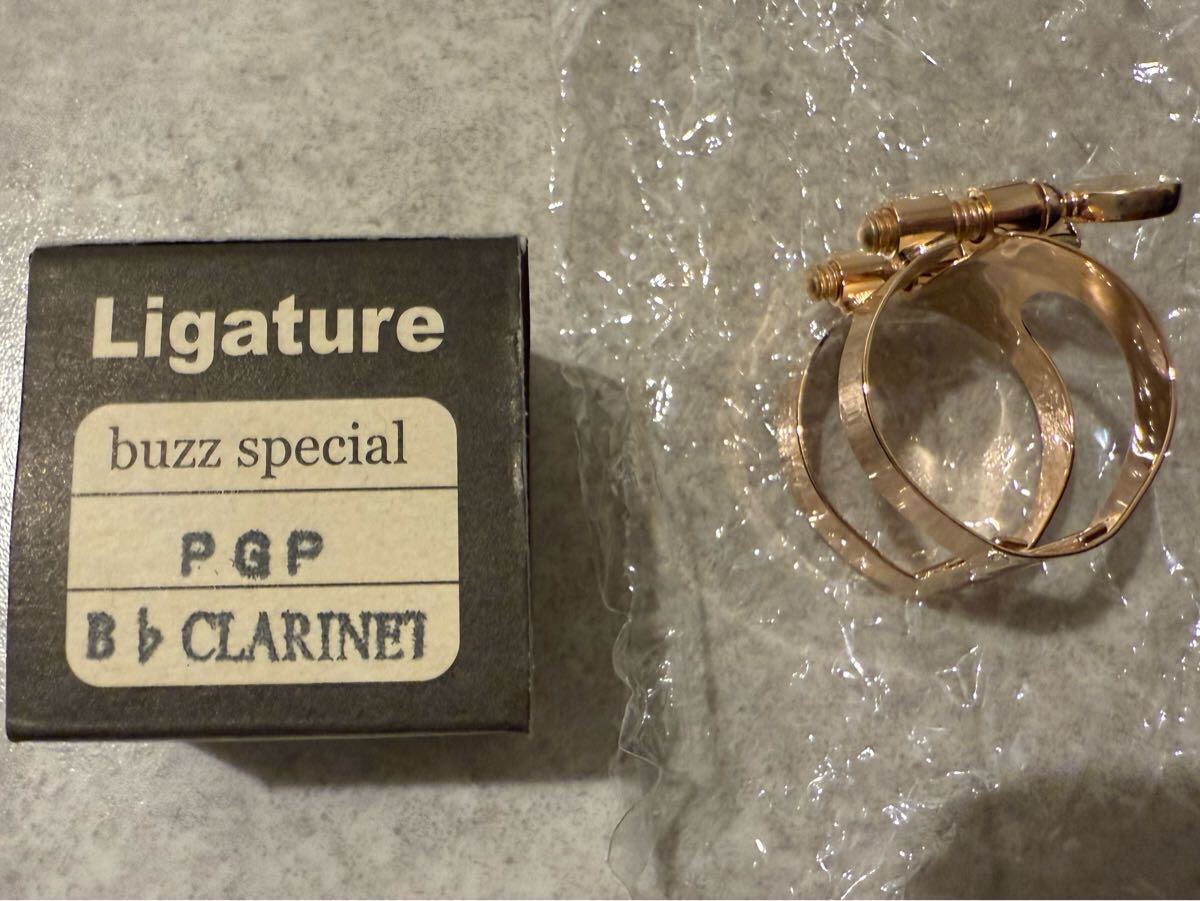 Ligature
buzz special
PGP
B♭ CLARINET